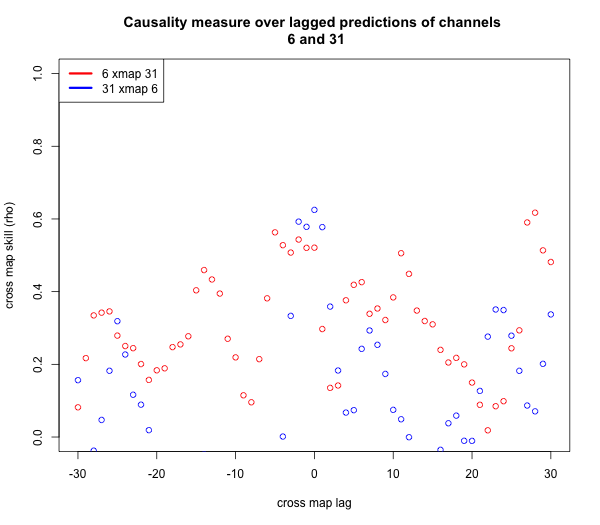 Causality measure over lagged predictions of channels
6 and 31
6 xmap 31
31 xmap 6
cross map skill (rho)
1.0
0.8
0.6
0.4
0.2
0.0
-30
-20
-10
0
10
20
30
cross map lag